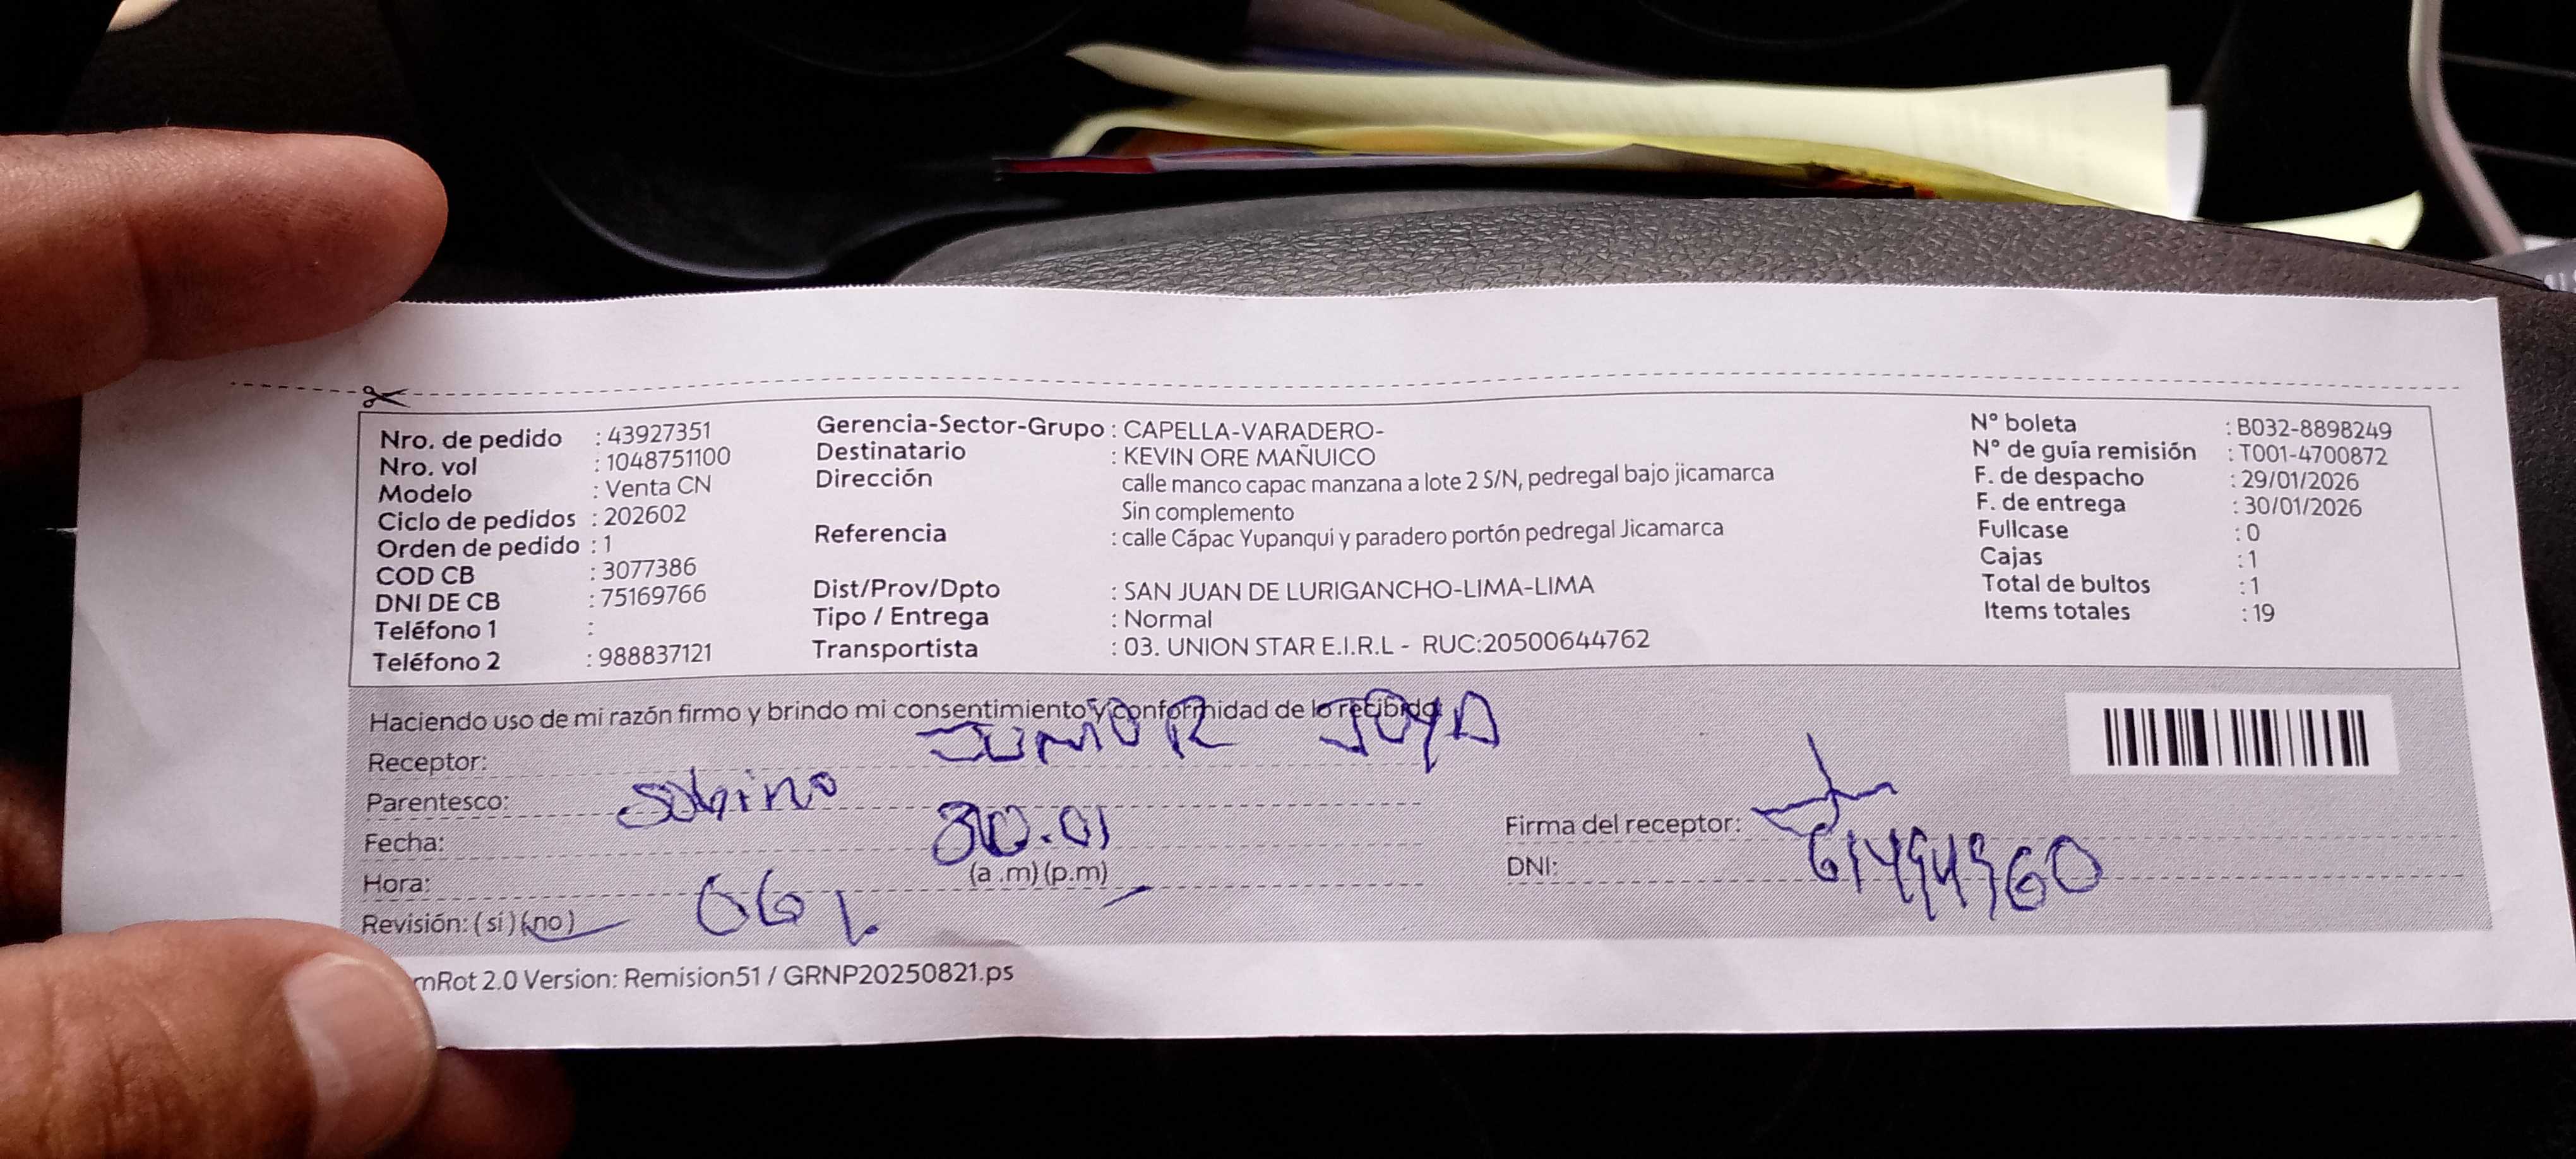 Nro. de pedido : 43927351
Nro. vol : 1048751100
Modelo : Venta CN
Ciclo de pedidos : 202602
Orden de pedido : 1
COD CB : 3077386
DNI DE CB : 75169766
Teléfono 1 :
Teléfono 2 : 988837121
Gerencia-Sector-Grupo : CAPELLA-VARADERO-
Destinatario : KEVIN ORE MAÑUICO
Dirección calle manco capac manzana a lote 2 S/N, pedregal bajo jicamarca
Sin complemento
Referencia : calle Cápac Yupanqui y paradero portón pedregal Jicamarca
Dist/Prov/Dpto : SAN JUAN DE LURIGANCHO-LIMA-LIMA
Tipo / Entrega : Normal
Transportista : 03. UNION STAR E.I.R.L - RUC:20500644762
N° boleta : B032-8898249
N° de guía remisión : T001-4700872
F. de despacho : 29/01/2026
F. de entrega : 30/01/2026
Fullcase : 0
Cajas : 1
Total de bultos : 1
Items totales : 19
Haciendo uso de mi razón firmo y brindo mi consentimiento y conformidad de lo recibido
Receptor: JUNIOR JOYA
Parentesco: Sobino
Fecha: 30.01
Hora: (a .m) (p.m)
Revisión: ( si ) (no)
Firma del receptor:
DNI:
mRot 2.0 Version: Remision51 / GRNP20250821.ps